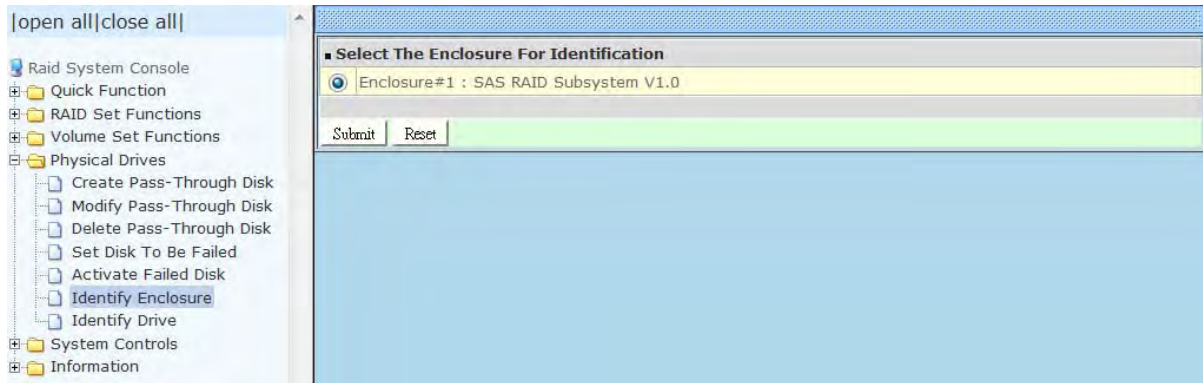 |open all|close all|
Raid System Console
Quick Function
RAID Set Functions
Volume Set Functions
Physical Drives
Create Pass-Through Disk
Modify Pass-Through Disk
Delete Pass-Through Disk
Set Disk To Be Failed
Activate Failed Disk
Identify Enclosure
Identify Drive
System Controls
Information
Select The Enclosure For Identification
Enclosure#1 : SAS RAID Subsystem V1.0
Submit Reset